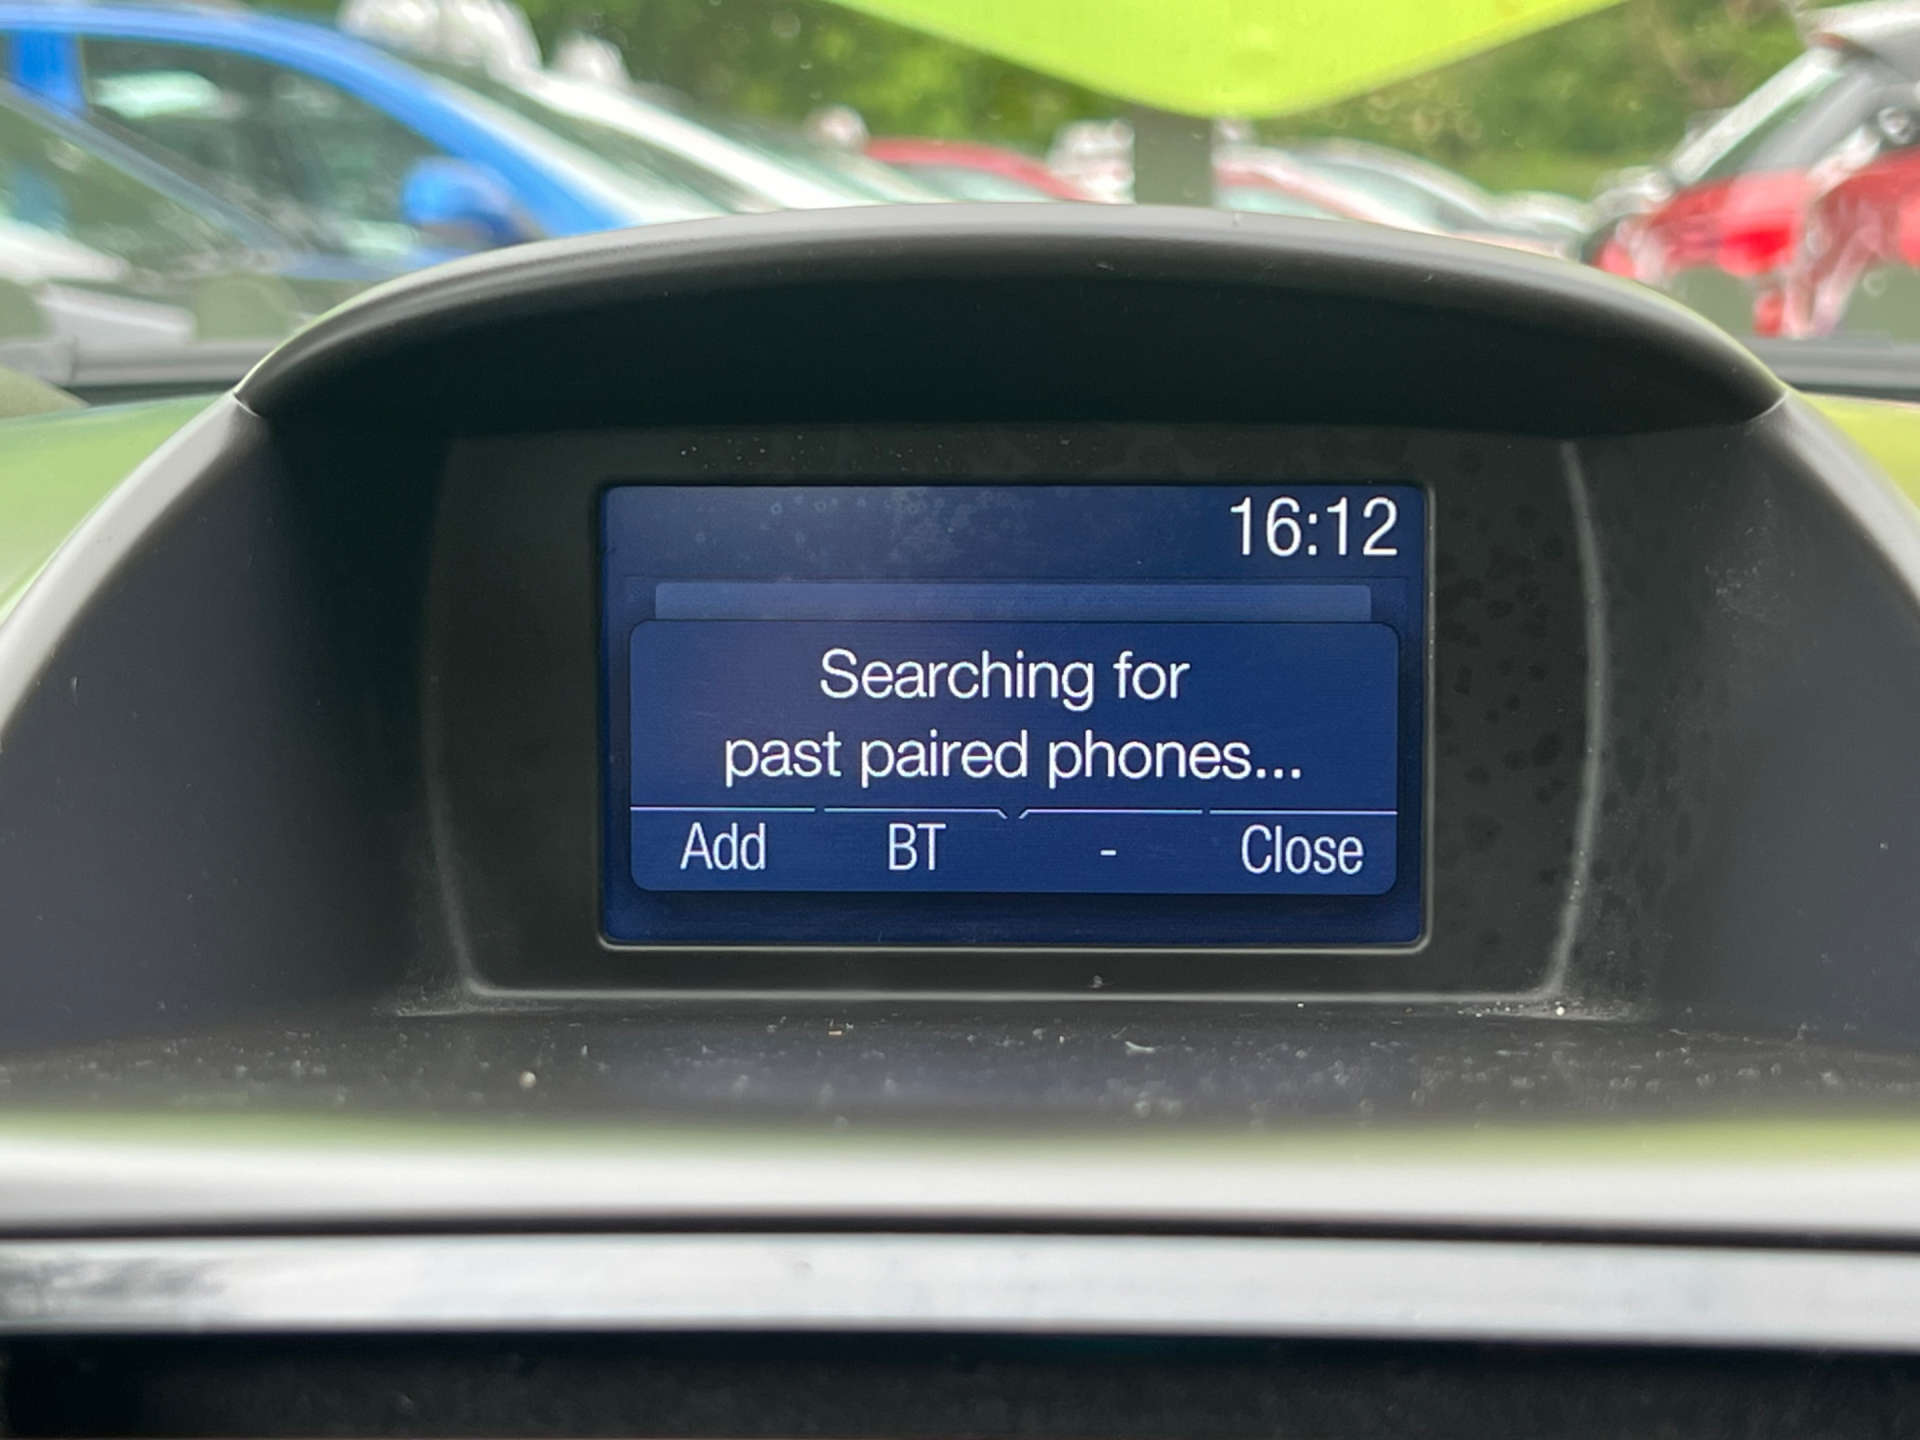 16:12
Searching for
past paired phones...
Add BT - Close